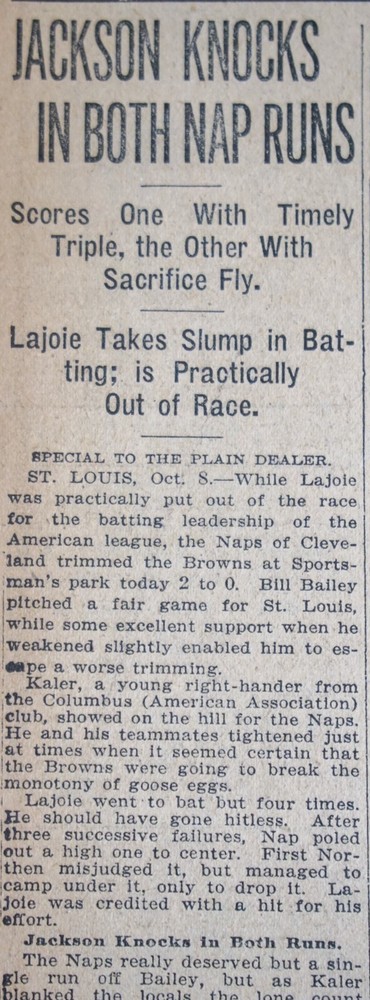 JACKSON KNOCKS
IN BOTH NAP RUNS
Scores One With Timely
Triple, the Other With
Sacrifice Fly.
Lajoie Takes Slump in Bat-
ting; is Practically
Out of Race.
SPECIAL TO THE PLAIN DEALER.
ST. LOUIS, Oct. 8.—While Lajoie
was practically put out of the race
for the batting leadership of the
American league, the Naps of Cleve-
land trimmed the Browns at Sports-
man's park today 2 to 0. Bill Bailey
pitched a fair game for St. Louis,
while some excellent support when he
weakened slightly enabled him to es-
cape a worse trimming.
Kaler, a young right-hander from
the Columbus (American Association)
club, showed on the hill for the Naps.
He and his teammates tightened just
at times when it seemed certain that
the Browns were going to break the
monotony of goose eggs.
Lajoie went to bat but four times.
He should have gone hitless. After
three successive failures, Nap poled
out a high one to center. First Nor-
then misjudged it, but managed to
camp under it, only to drop it. La-
joie was credited with a hit for his
effort.
Jackson Knocks in Both Runs.
The Naps really deserved but a sin-
gle run off Bailey, but as Kaler
blanked the locals the long count